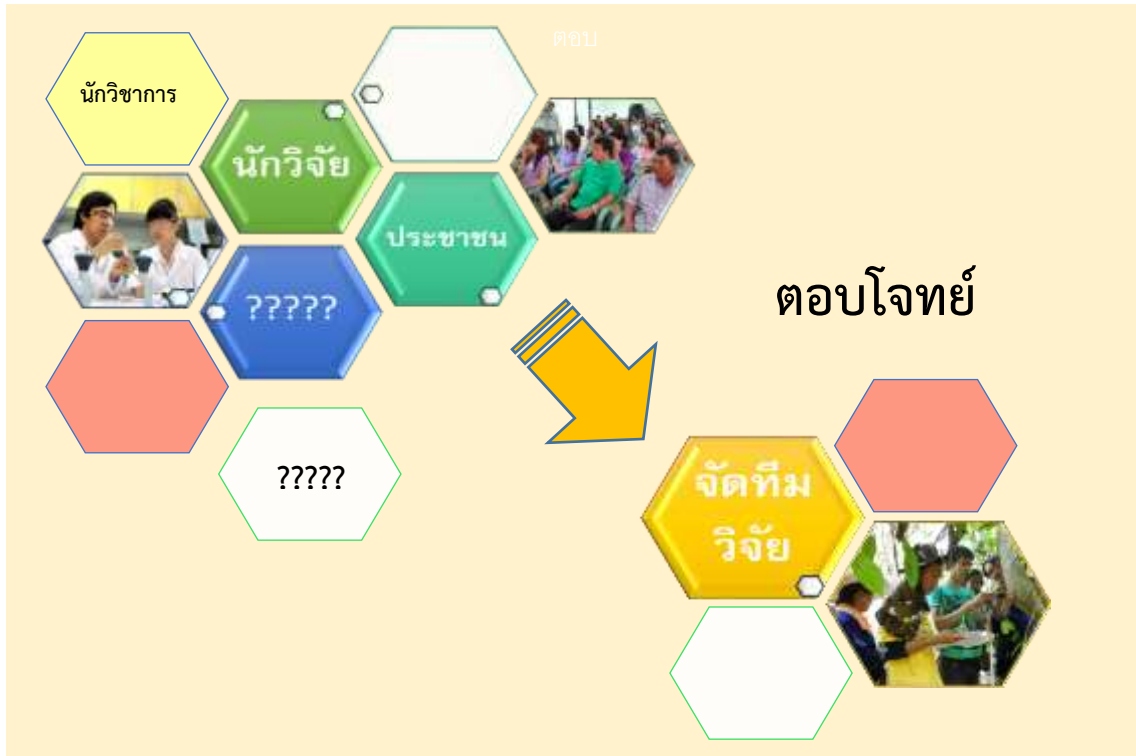 ตอบ
นักวิชาการ
นักวิจัย
ประชาชน
?????
?????
ตอบโจทย์
จัดทีม
วิจัย